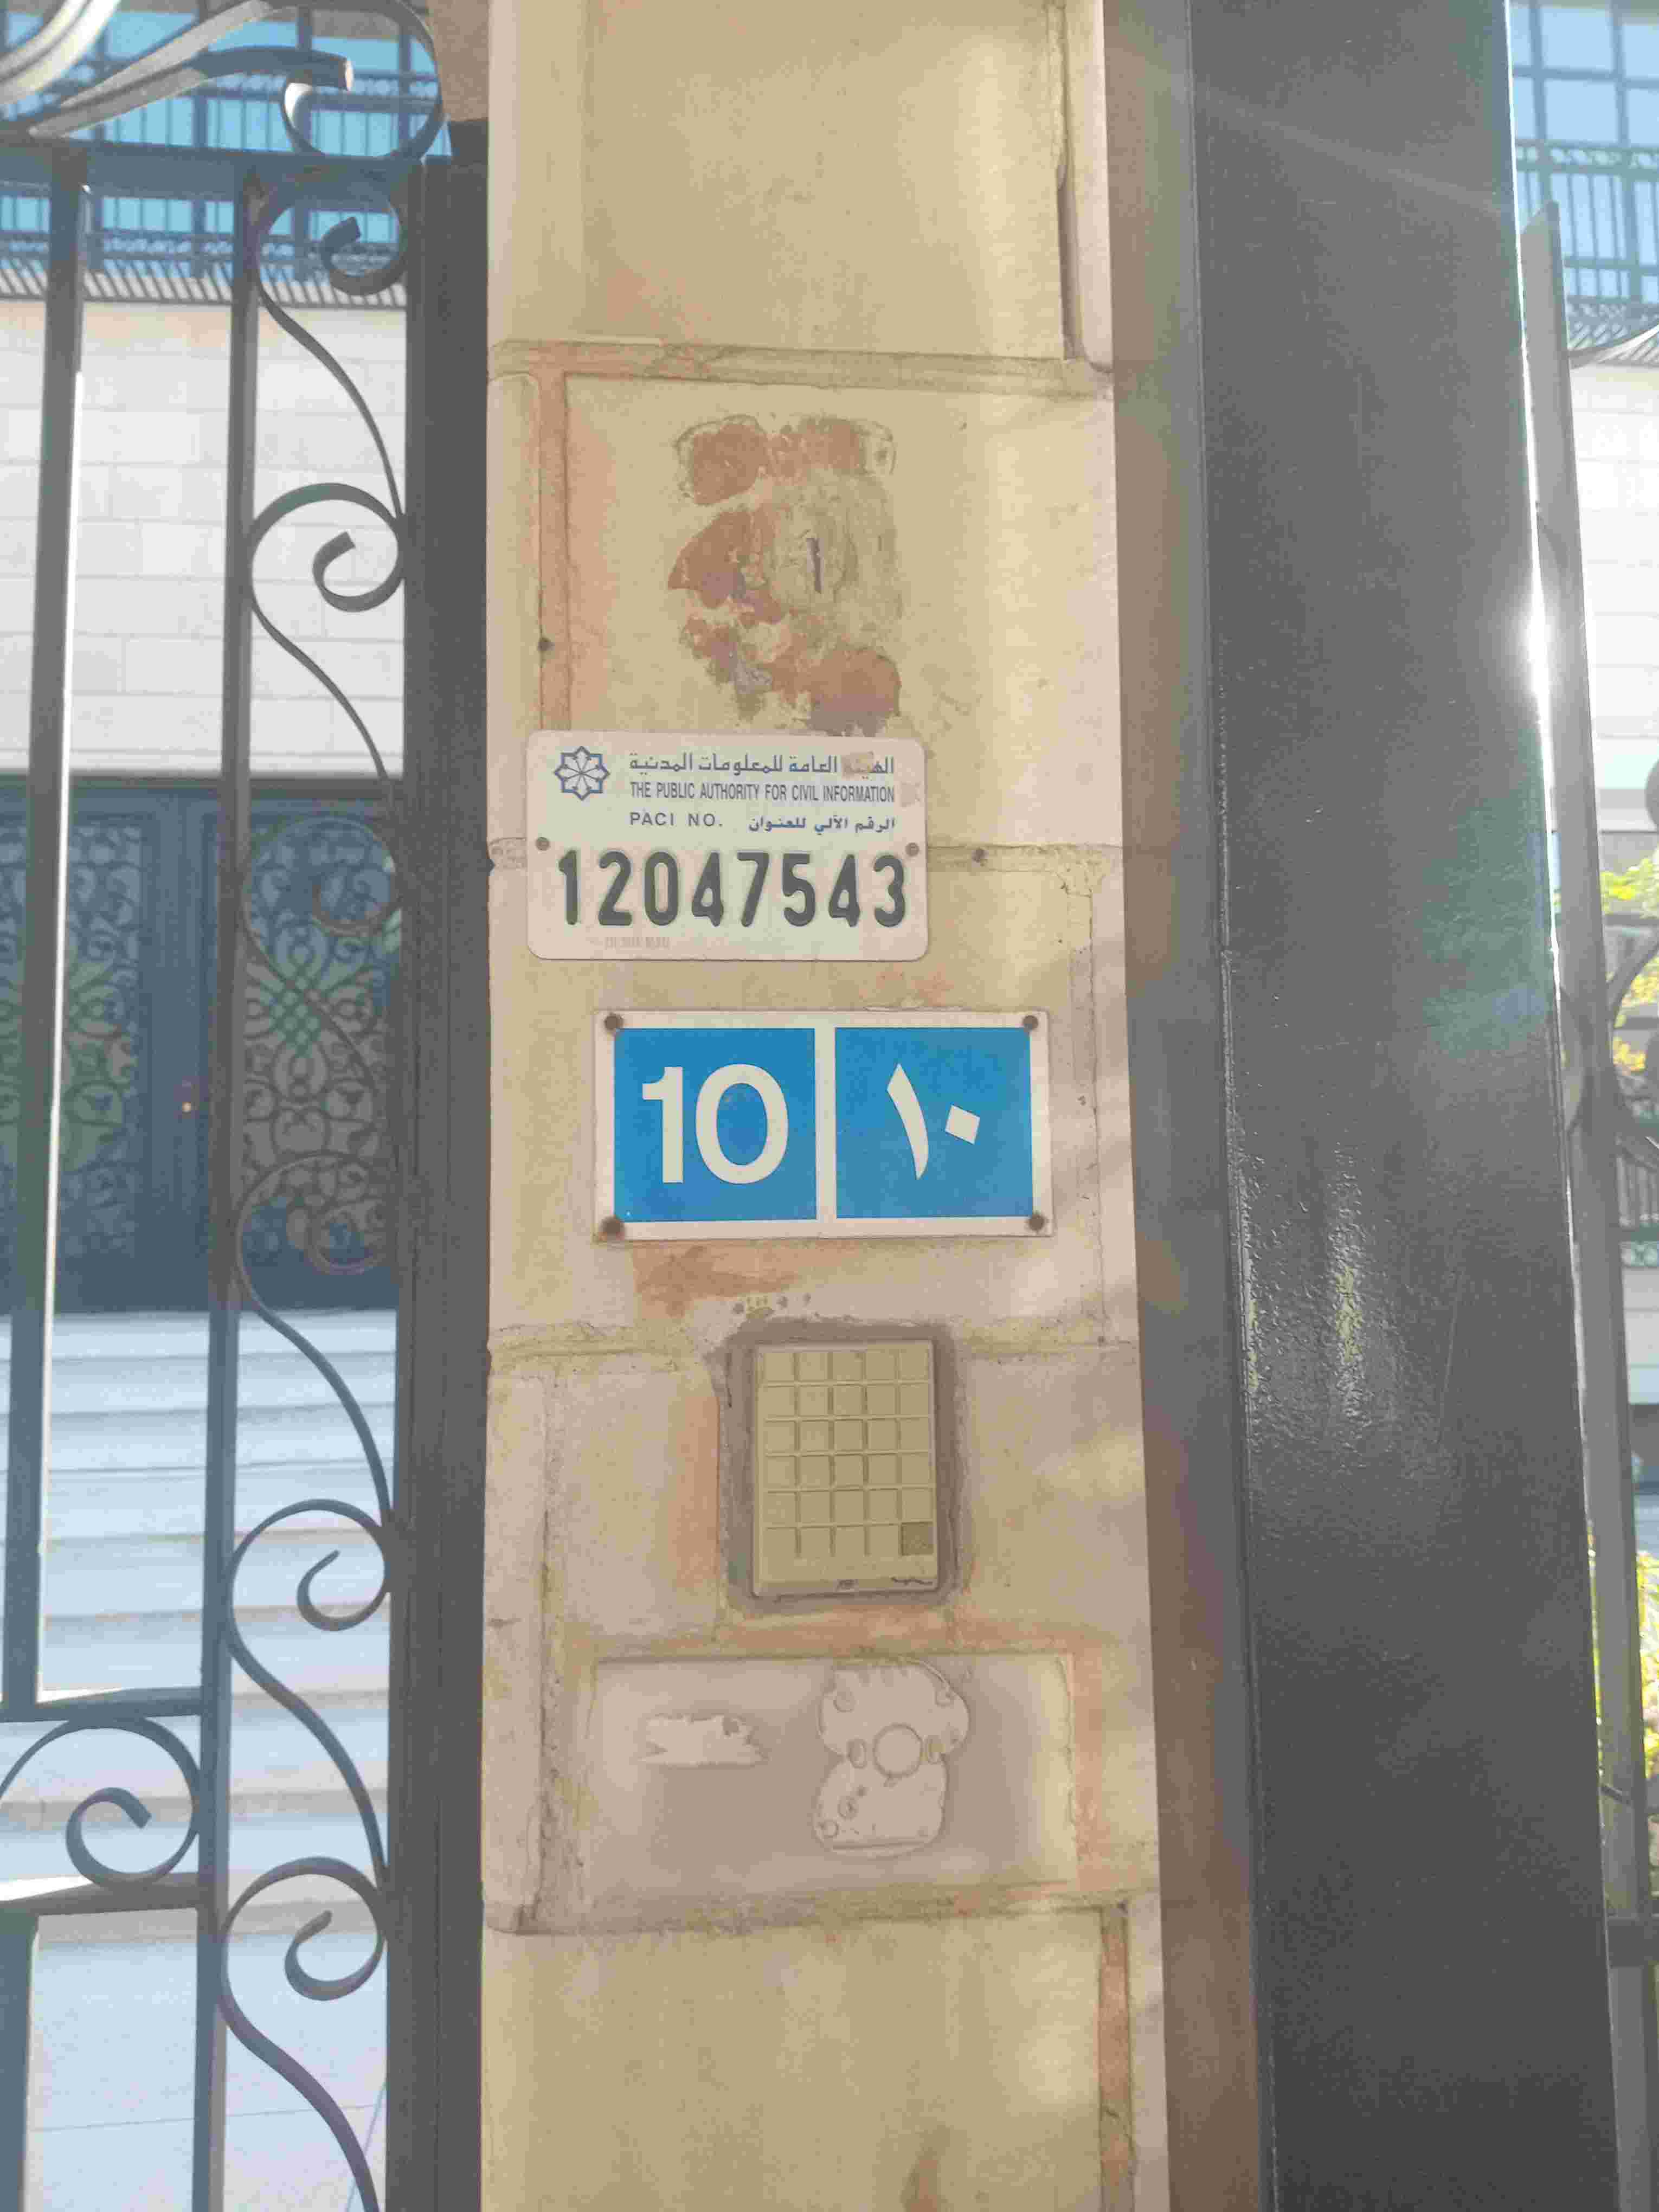 الهيئة العامة للمعلومات المدنية
THE PUBLIC AUTHORITY FOR CIVIL INFORMATION
PACI NO. الرقم الآلي للعنوان
12047543
10 ١٠